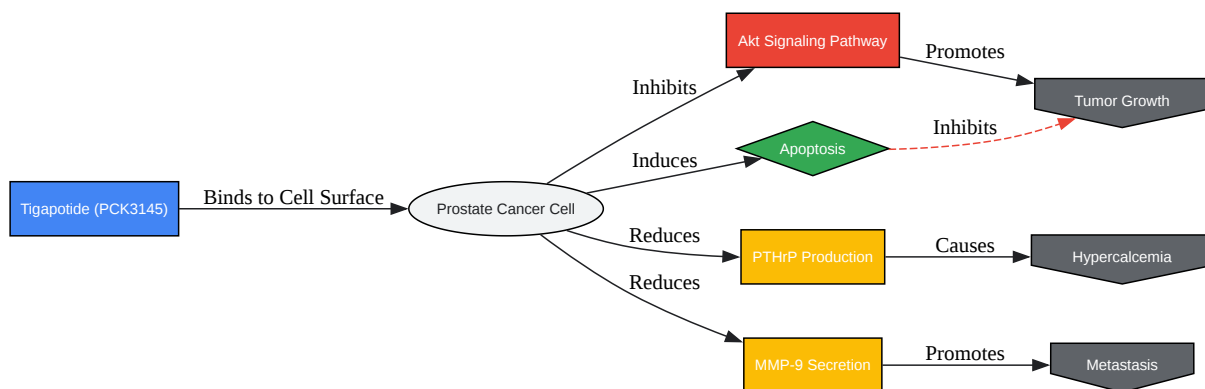 Akt Signaling Pathway
Promotes
Tumor Growth
Inhibits
Inhibits
Apoptosis
Induces
Tigapotide (PCK3145)
Binds to Cell Surface
Prostate Cancer Cell
Reduces
PTHrP Production
Causes
Hypercalcemia
Reduces
MMP-9 Secretion
Promotes
Metastasis